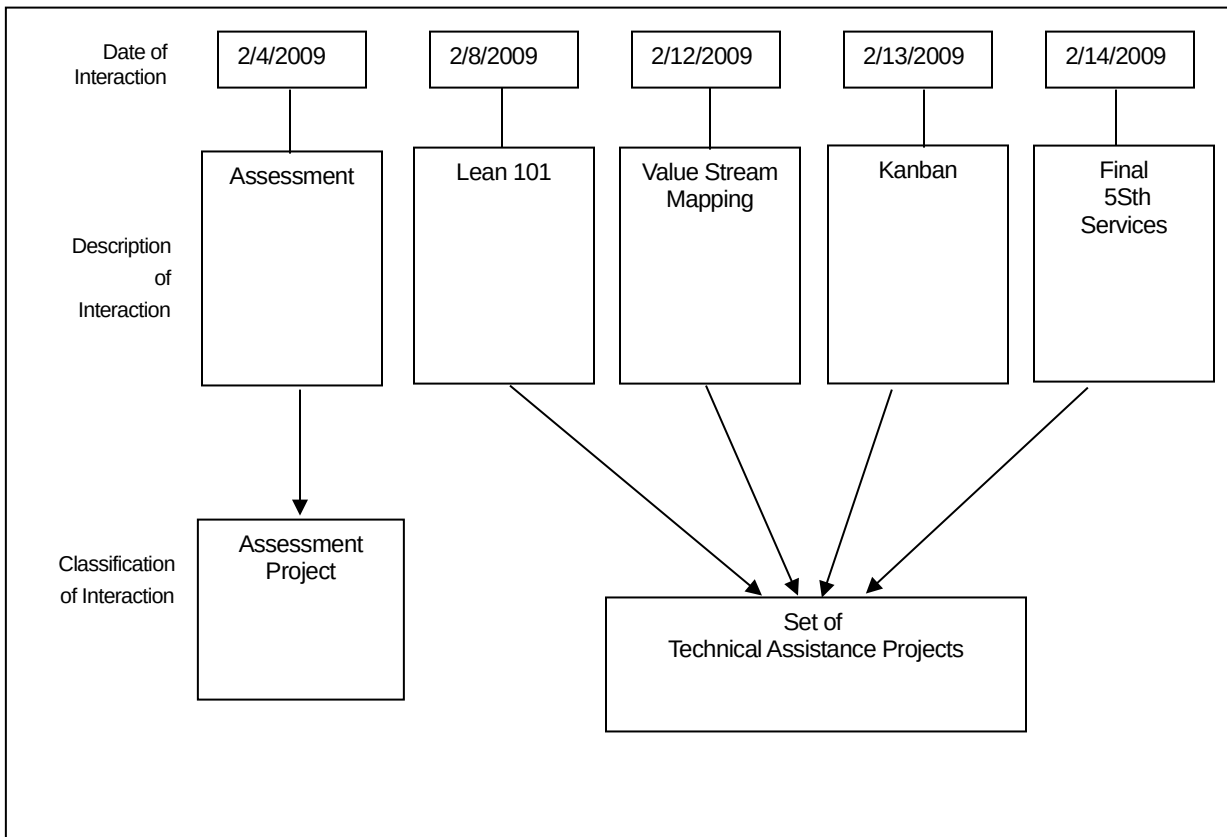 Date of
Interaction
2/4/2009
2/8/2009
2/12/2009
2/13/2009
2/14/2009
Description
of
Interaction
Assessment
Lean 101
Value Stream
Mapping
Kanban
Final
5Sth
Services
Classification
of Interaction
Assessment
Project
Set of
Technical Assistance Projects